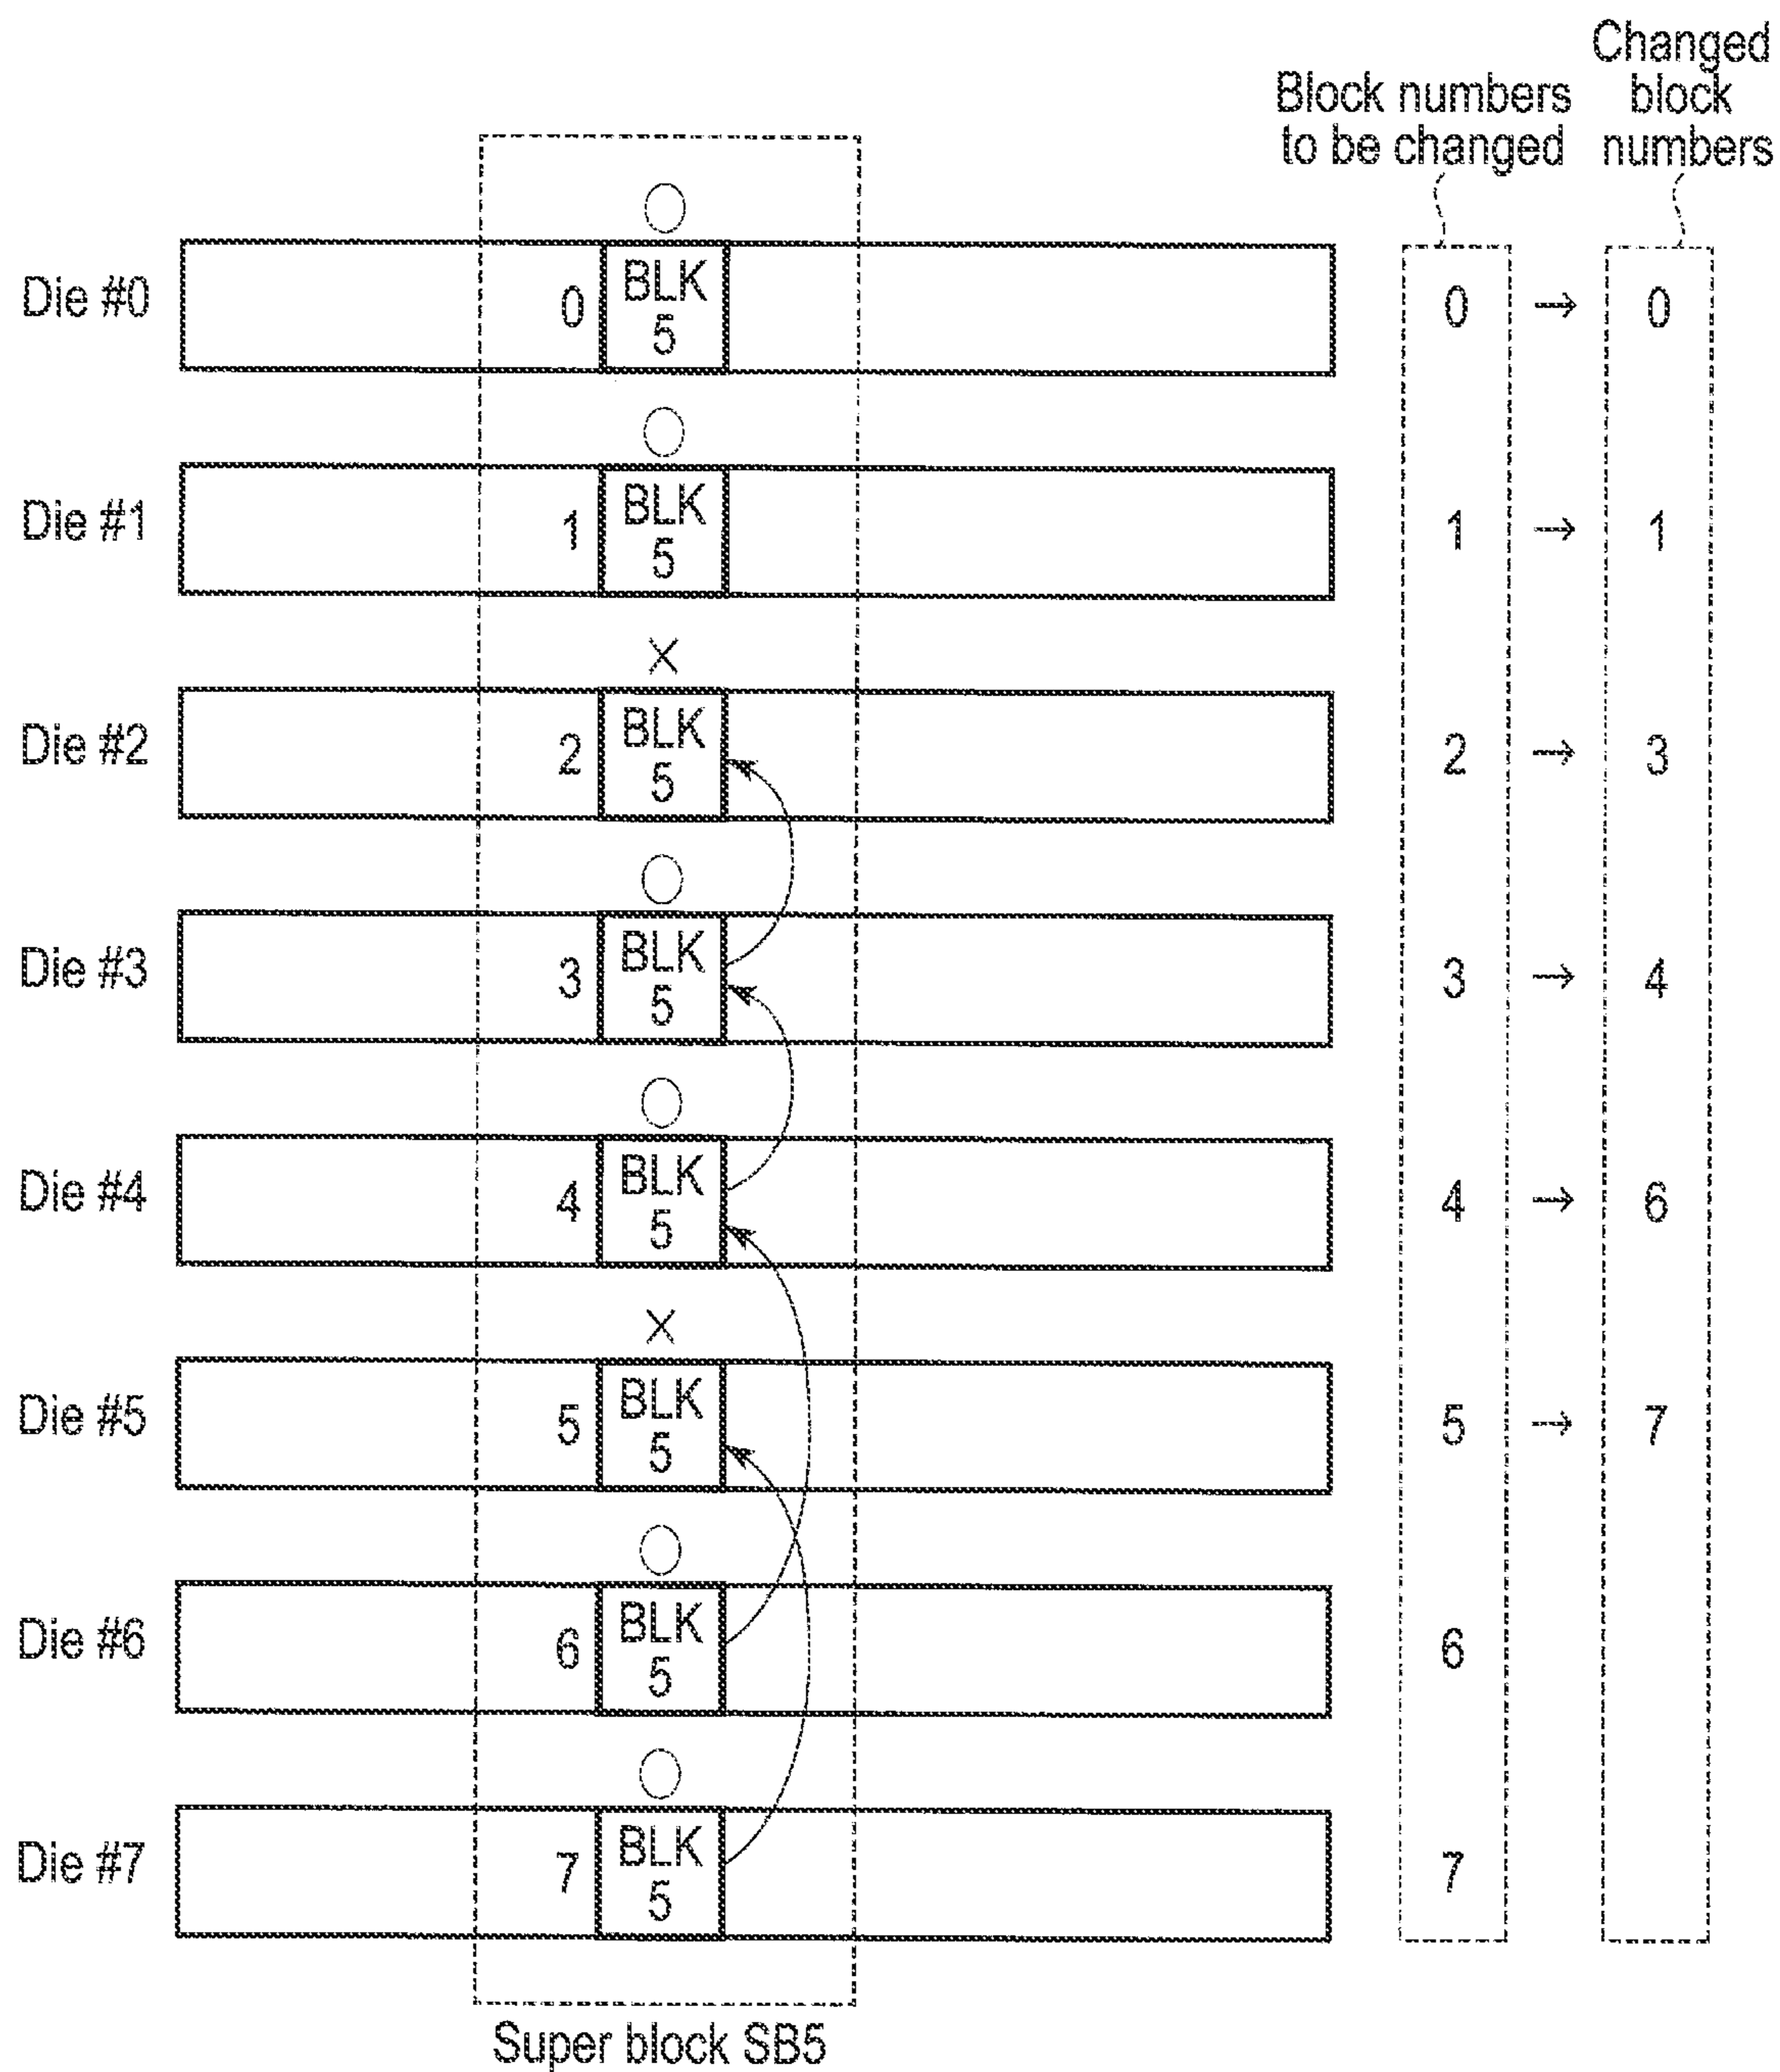 Changed
Block numbers block
to be changed numbers
Die #0 0 BLK 5 0 → 0
Die #1 1 BLK 5 1 → 1
×
Die #2 2 BLK 5 2 → 3
Die #3 3 BLK 5 3 → 4
Die #4 4 BLK 5 4 → 6
×
Die #5 5 BLK 5 5 → 7
Die #6 6 BLK 5 6
Die #7 7 BLK 5 7
Super block SB5